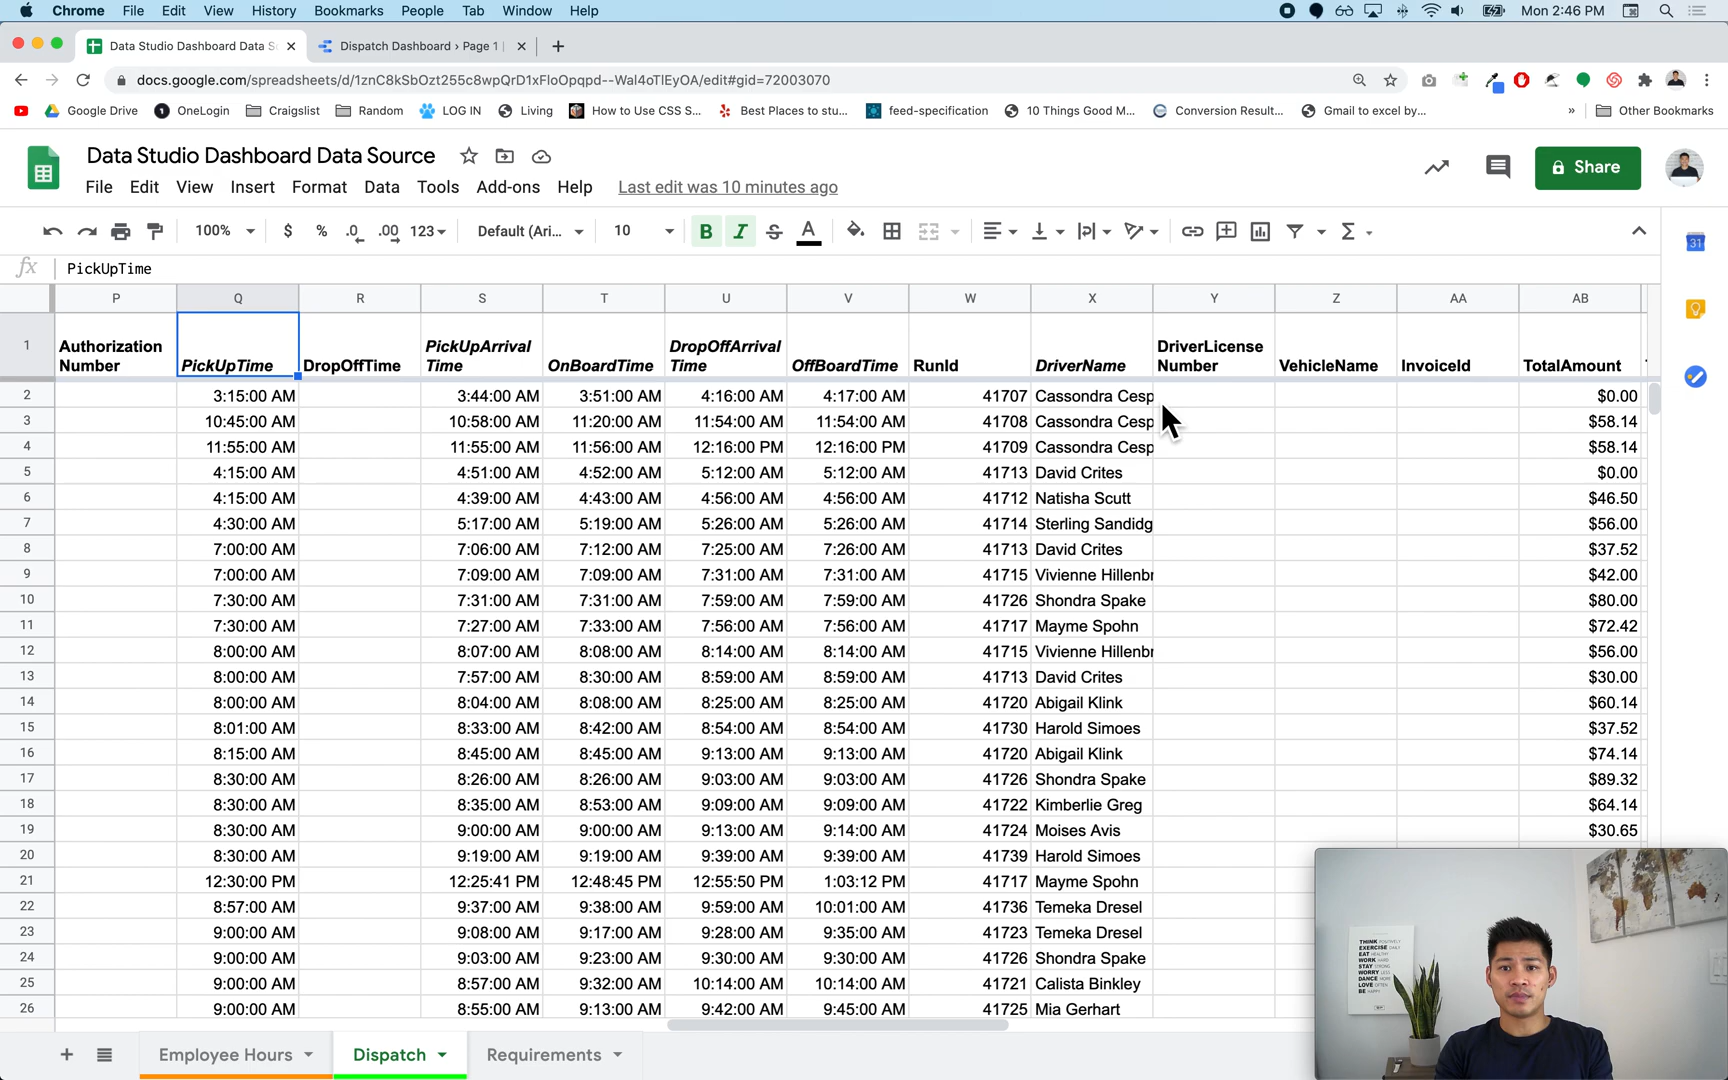 Chrome File Edit View History Bookmarks People Tab Window Help Mon 2:46 PM
Data Studio Dashboard Data S Dispatch Dashboard › Page 1
docs.google.com/spreadsheets/d/1znC8kSbOzt255c8wpQrD1xFloOpqpd--Wal4oTlEyOA/edit#gid=72003070
Google Drive OneLogin Craigslist Random LOG IN Living How to Use CSS S... Best Places to stu... feed-specification 10 Things Good M... Conversion Result... Gmail to excel by... » Other Bookmarks
Data Studio Dashboard Data Source
Share
File Edit View Insert Format Data Tools Add-ons Help Last edit was 10 minutes ago
100% $ % .0 .00 123 Default (Ari... 10 B I S A
31
fx PickUpTime
P Q R S T U V W X Y Z AA AB
1 Authorization Number PickUpTime DropOffTime PickUpArrival Time OnBoardTime DropOffArrival Time OffBoardTime RunId DriverName DriverLicense Number VehicleName InvoiceId TotalAmount
2 3:15:00 AM 3:44:00 AM 3:51:00 AM 4:16:00 AM 4:17:00 AM 41707 Cassondra Cesp $0.00
3 10:45:00 AM 10:58:00 AM 11:20:00 AM 11:54:00 AM 11:54:00 AM 41708 Cassondra Cesp $58.14
4 11:55:00 AM 11:55:00 AM 11:56:00 AM 12:16:00 PM 12:16:00 PM 41709 Cassondra Cesp $58.14
5 4:15:00 AM 4:51:00 AM 4:52:00 AM 5:12:00 AM 5:12:00 AM 41713 David Crites $0.00
6 4:15:00 AM 4:39:00 AM 4:43:00 AM 4:56:00 AM 4:56:00 AM 41712 Natisha Scutt $46.50
7 4:30:00 AM 5:17:00 AM 5:19:00 AM 5:26:00 AM 5:26:00 AM 41714 Sterling Sandidg $56.00
8 7:00:00 AM 7:06:00 AM 7:12:00 AM 7:25:00 AM 7:26:00 AM 41713 David Crites $37.52
9 7:00:00 AM 7:09:00 AM 7:09:00 AM 7:31:00 AM 7:31:00 AM 41715 Vivienne Hillenbr $42.00
10 7:30:00 AM 7:31:00 AM 7:31:00 AM 7:59:00 AM 7:59:00 AM 41726 Shondra Spake $80.00
11 7:30:00 AM 7:27:00 AM 7:33:00 AM 7:56:00 AM 7:56:00 AM 41717 Mayme Spohn $72.42
12 8:00:00 AM 8:07:00 AM 8:08:00 AM 8:14:00 AM 8:14:00 AM 41715 Vivienne Hillenbr $56.00
13 8:00:00 AM 7:57:00 AM 8:30:00 AM 8:59:00 AM 8:59:00 AM 41713 David Crites $30.00
14 8:00:00 AM 8:04:00 AM 8:08:00 AM 8:25:00 AM 8:25:00 AM 41720 Abigail Klink $60.14
15 8:01:00 AM 8:33:00 AM 8:42:00 AM 8:54:00 AM 8:54:00 AM 41730 Harold Simoes $37.52
16 8:15:00 AM 8:45:00 AM 8:45:00 AM 9:13:00 AM 9:13:00 AM 41720 Abigail Klink $74.14
17 8:30:00 AM 8:26:00 AM 8:26:00 AM 9:03:00 AM 9:03:00 AM 41726 Shondra Spake $89.32
18 8:30:00 AM 8:35:00 AM 8:53:00 AM 9:09:00 AM 9:09:00 AM 41722 Kimberlie Greg $64.14
19 8:30:00 AM 9:00:00 AM 9:00:00 AM 9:13:00 AM 9:14:00 AM 41724 Moises Avis $30.65
20 8:30:00 AM 9:19:00 AM 9:19:00 AM 9:39:00 AM 9:39:00 AM 41739 Harold Simoes
21 12:30:00 PM 12:25:41 PM 12:48:45 PM 12:55:50 PM 1:03:12 PM 41717 Mayme Spohn
22 8:57:00 AM 9:37:00 AM 9:38:00 AM 9:59:00 AM 10:01:00 AM 41736 Temeka Dresel
23 9:00:00 AM 9:08:00 AM 9:17:00 AM 9:28:00 AM 9:35:00 AM 41723 Temeka Dresel
24 9:00:00 AM 9:03:00 AM 9:23:00 AM 9:30:00 AM 9:30:00 AM 41726 Shondra Spake
25 9:00:00 AM 8:57:00 AM 9:32:00 AM 10:14:00 AM 10:14:00 AM 41721 Calista Binkley
26 9:00:00 AM 8:55:00 AM 9:13:00 AM 9:42:00 AM 9:45:00 AM 41725 Mia Gerhart
THINK POSITIVELY
EXERCISE DAILY
EAT HEALTHY
WORK HARD
STAY STRONG
WORRY LESS
DANCE MORE
LOVE OFTEN
BE HAPPY
Employee Hours Dispatch Requirements